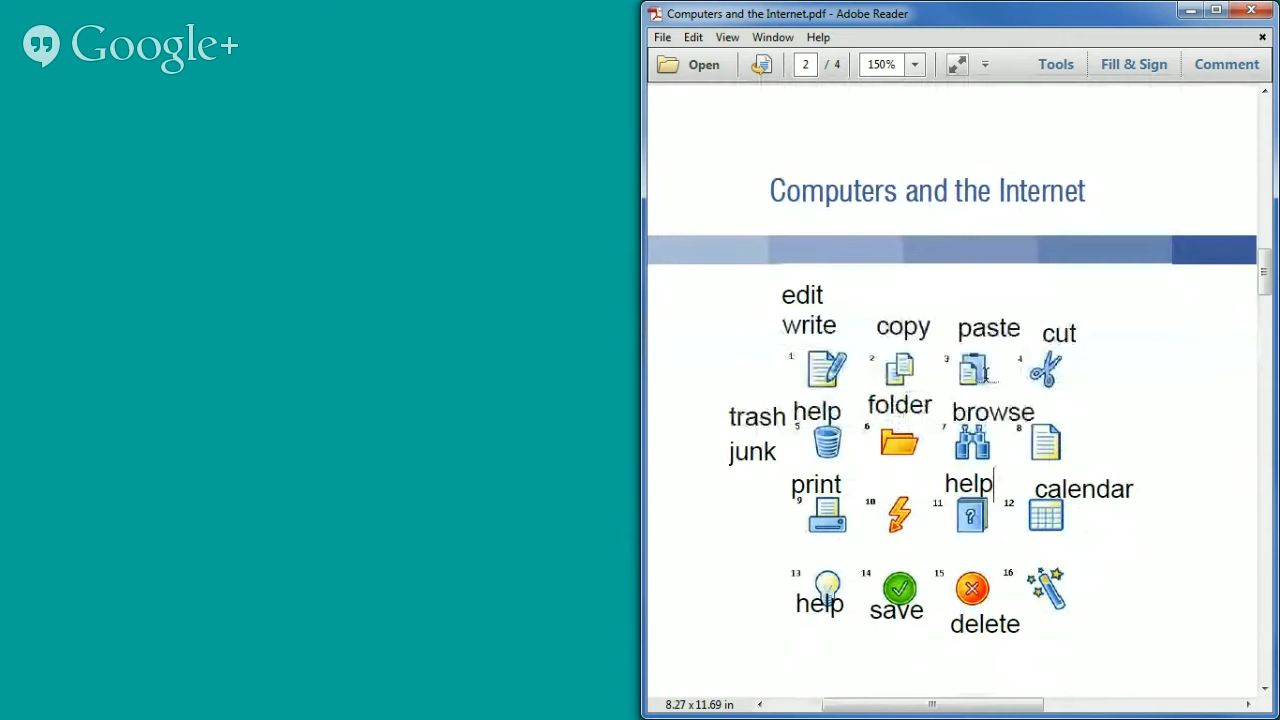 Google+
Computers and the Internet.pdf - Adobe Reader
File Edit View Window Help
Open 2 / 4 150% Tools Fill & Sign Comment
Computers and the Internet
edit
write copy paste cut
1 2 3 4
trash help folder browse
junk 5 6 7 8
print help calendar
9 10 11 12
?
13 14 15 16
help save delete
8.27 x 11.69 in